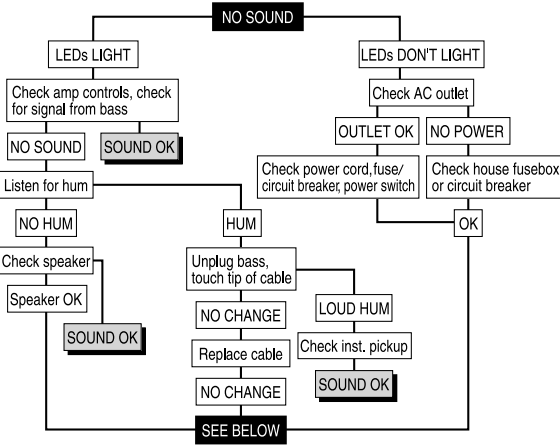 NO SOUND
LEDs LIGHT
LEDs DON'T LIGHT
Check amp controls, check
for signal from bass
Check AC outlet
NO SOUND
SOUND OK
OUTLET OK
NO POWER
Listen for hum
Check power cord, fuse/
circuit breaker, power switch
Check house fusebox
or circuit breaker
NO HUM
HUM
OK
Check speaker
Unplug bass,
touch tip of cable
Speaker OK
SOUND OK
NO CHANGE
LOUD HUM
Replace cable
Check inst. pickup
NO CHANGE
SOUND OK
SEE BELOW